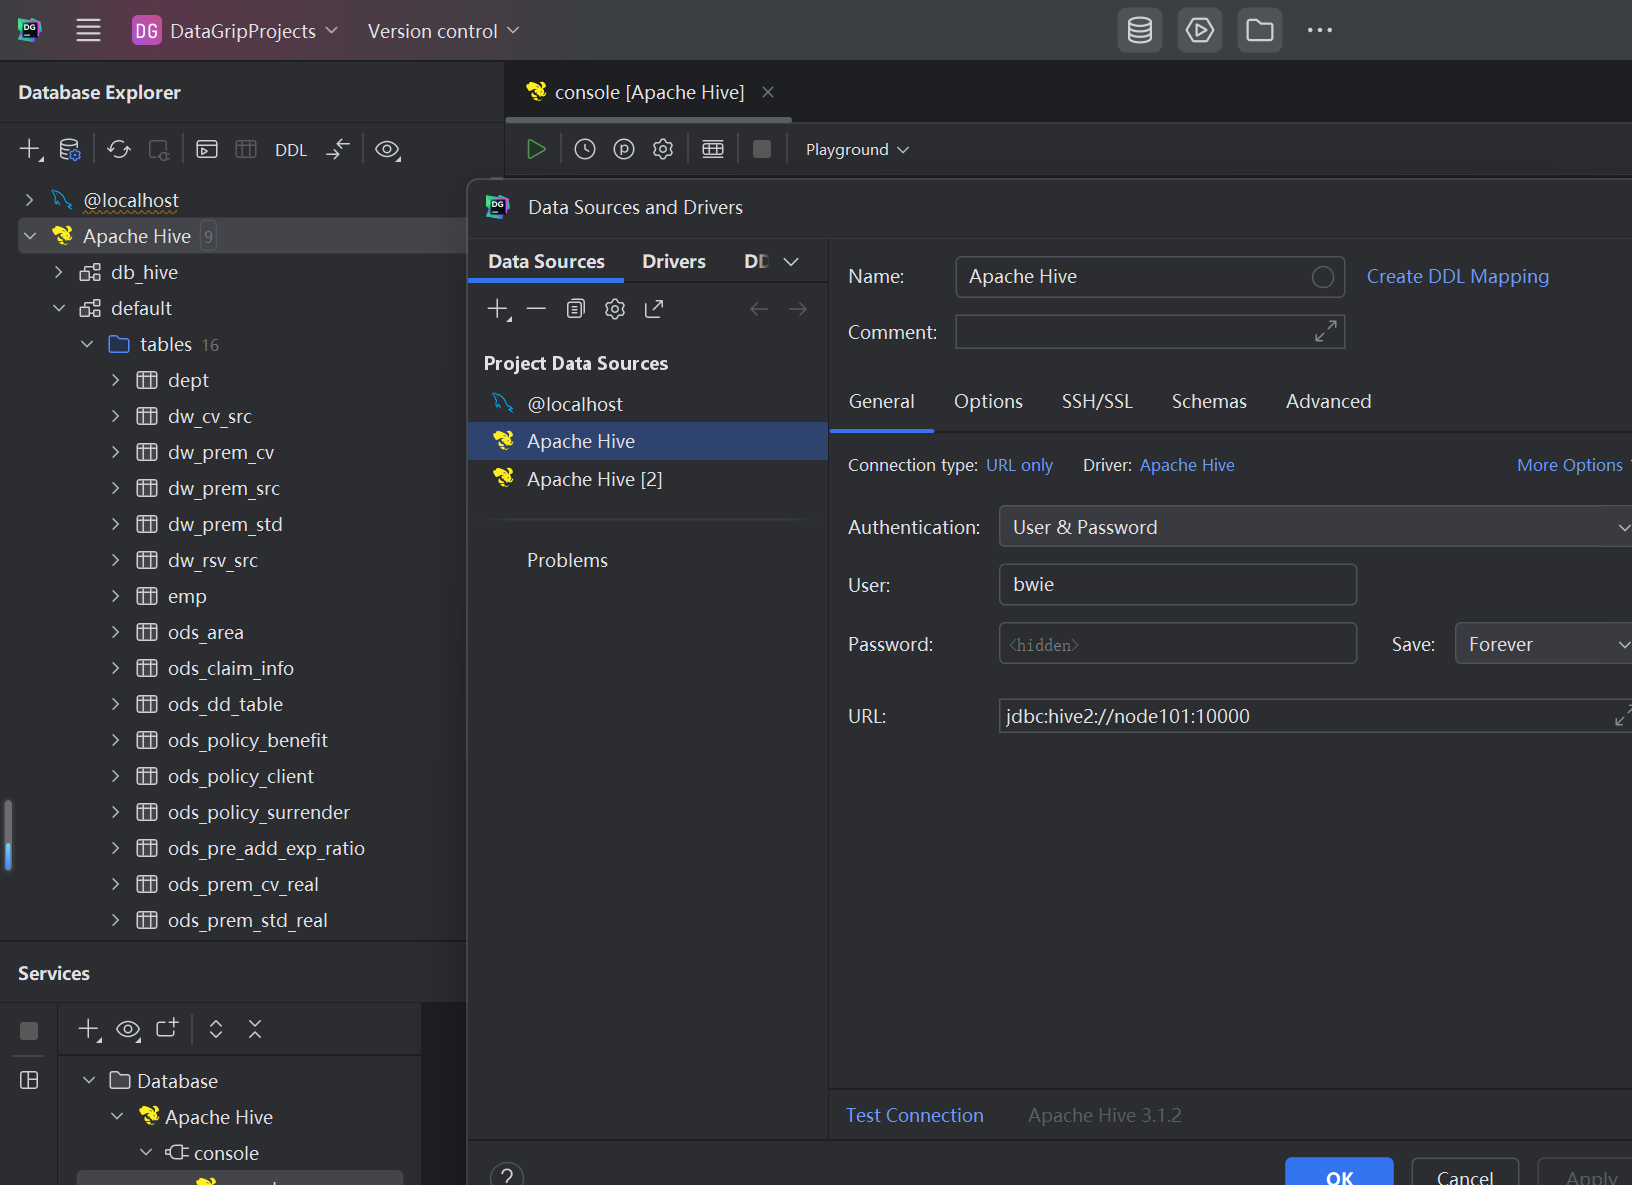 DG DataGripProjects Version control
Database Explorer
console [Apache Hive]
DDL
Playground
@localhost
Apache Hive 9
db_hive
default
tables 16
dept
dw_cv_src
dw_prem_cv
dw_prem_src
dw_prem_std
dw_rsv_src
emp
ods_area
ods_claim_info
ods_dd_table
ods_policy_benefit
ods_policy_client
ods_policy_surrender
ods_pre_add_exp_ratio
ods_prem_cv_real
ods_prem_std_real
Services
Database
Apache Hive
console
DG Data Sources and Drivers
Data Sources Drivers
Project Data Sources
@localhost
Apache Hive
Apache Hive [2]
Problems
Name: Apache Hive Create DDL Mapping
Comment:
General Options SSH/SSL Schemas Advanced
Connection type: URL only Driver: Apache Hive More Options
Authentication: User & Password
User: bwie
Password: <hidden> Save: Forever
URL: jdbc:hive2://node101:10000
Test Connection Apache Hive 3.1.2
?
OK Cancel Apply